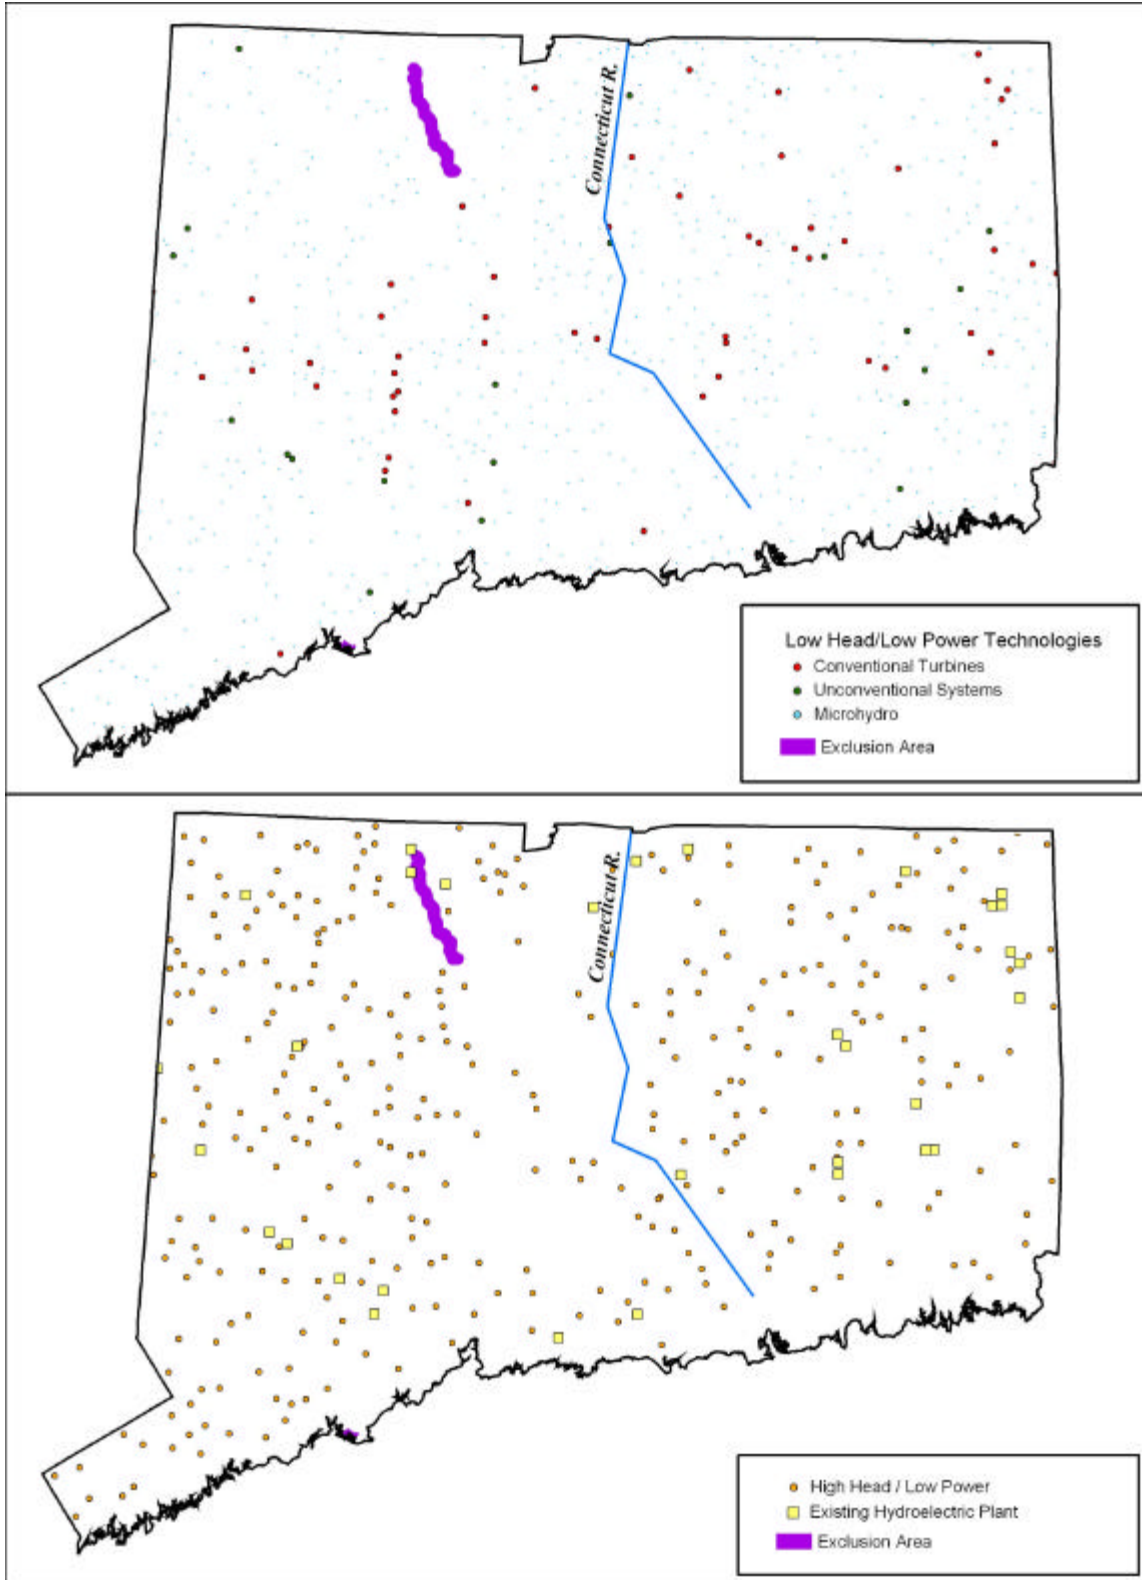 Connecticut R.
Low Head/Low Power Technologies
Conventional Turbines
Unconventional Systems
Microhydro
Exclusion Area
Connecticut R.
High Head / Low Power
Existing Hydroelectric Plant
Exclusion Area